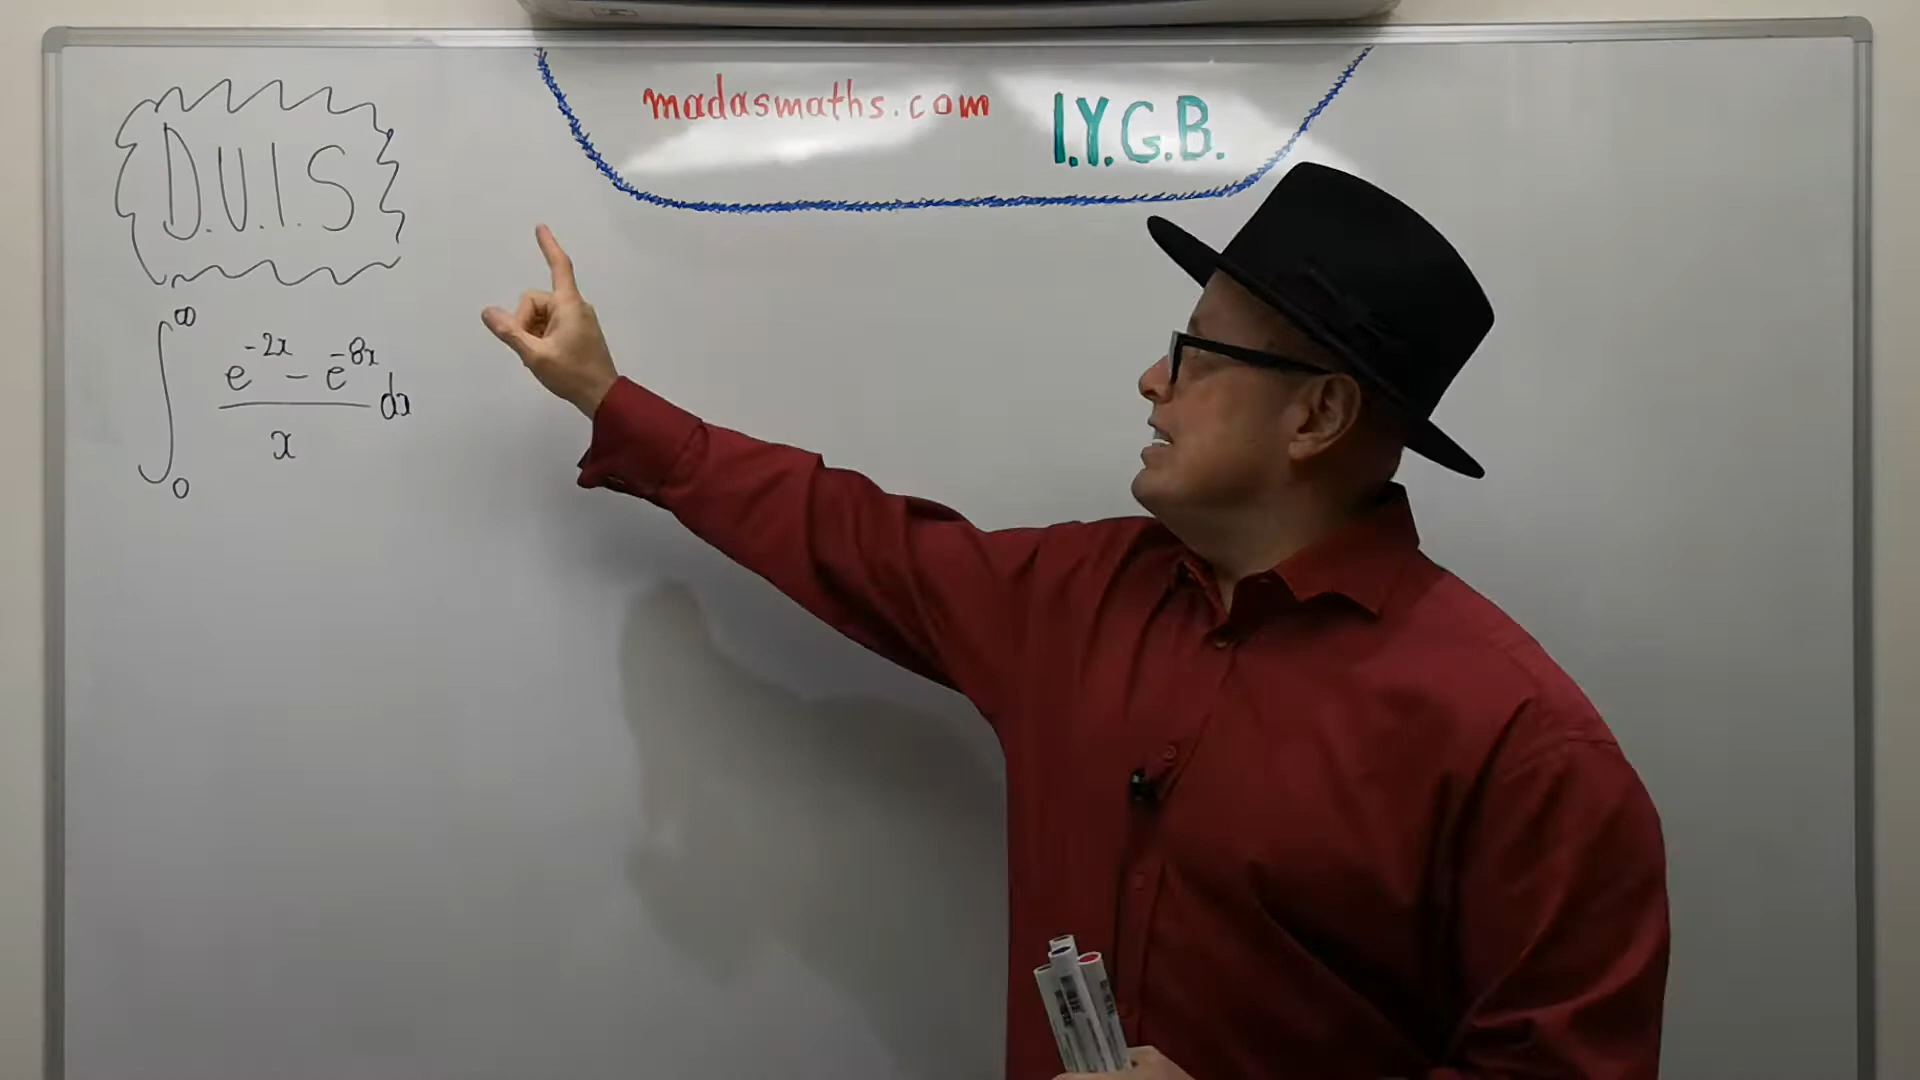 madasmaths.com I.Y.G.B.
D.U.I.S
∫₀^∞ (e^{-2x} - e^{-8x})/x dx